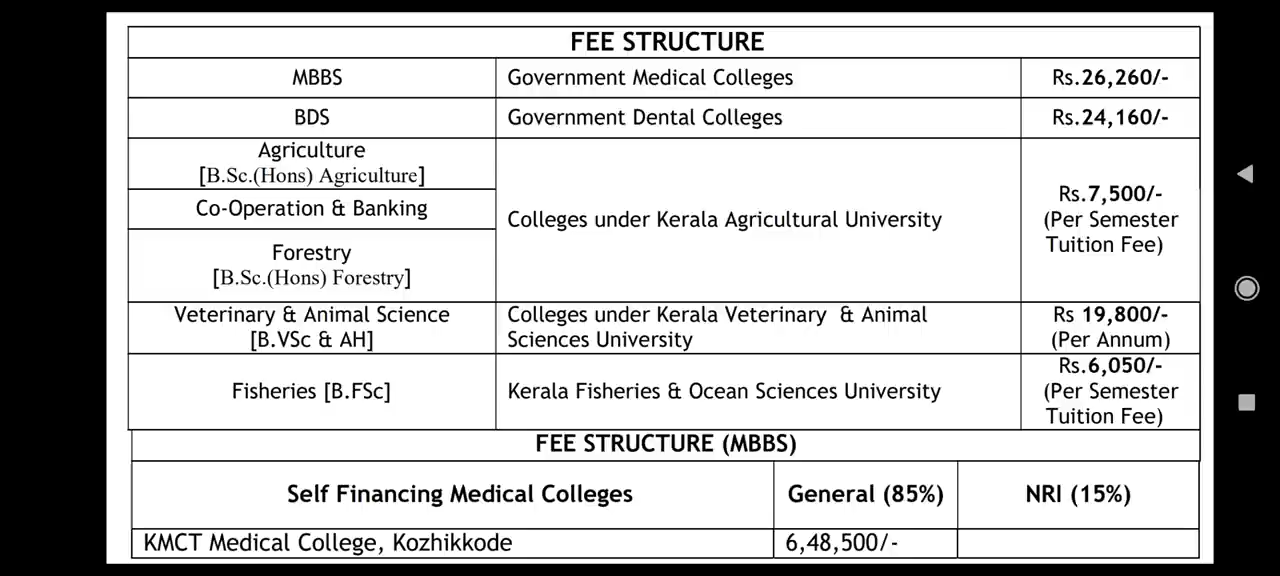 FEE STRUCTURE
MBBS
Government Medical Colleges
Rs.26,260/-
BDS
Government Dental Colleges
Rs.24,160/-
Agriculture
[B.Sc.(Hons) Agriculture]
Co-Operation & Banking
Forestry
[B.Sc.(Hons) Forestry]
Colleges under Kerala Agricultural University
Rs.7,500/-
(Per Semester
Tuition Fee)
Veterinary & Animal Science
[B.VSc & AH]
Colleges under Kerala Veterinary & Animal
Sciences University
Rs 19,800/-
(Per Annum)
Fisheries [B.FSc]
Kerala Fisheries & Ocean Sciences University
Rs.6,050/-
(Per Semester
Tuition Fee)
FEE STRUCTURE (MBBS)
Self Financing Medical Colleges
General (85%)
NRI (15%)
KMCT Medical College, Kozhikkode
6,48,500/-